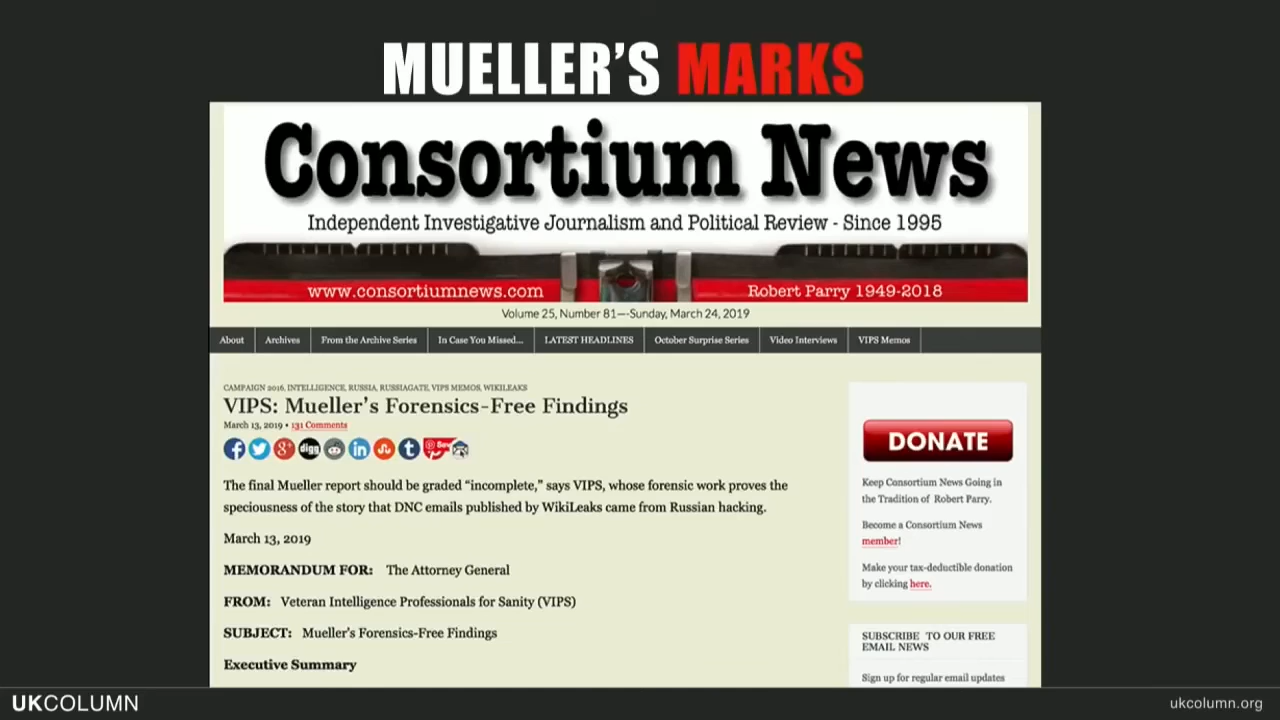 MUELLER'S MARKS
Consortium News
Independent Investigative Journalism and Political Review - Since 1995
www.consortiumnews.com
Robert Parry 1949-2018
Volume 25, Number 81—-Sunday, March 24, 2019
About
Archives
From the Archive Series
In Case You Missed...
LATEST HEADLINES
October Surprise Series
Video Interviews
VIPS Memos
CAMPAIGN 2016, INTELLIGENCE, RUSSIA, RUSSIAGATE, VIPS MEMOS, WIKILEAKS
VIPS: Mueller's Forensics-Free Findings
March 13, 2019 • 131 Comments
digg
in
The final Mueller report should be graded “incomplete,” says VIPS, whose forensic work proves the
speciousness of the story that DNC emails published by WikiLeaks came from Russian hacking.
March 13, 2019
MEMORANDUM FOR: The Attorney General
FROM: Veteran Intelligence Professionals for Sanity (VIPS)
SUBJECT: Mueller's Forensics-Free Findings
Executive Summary
DONATE
Keep Consortium News Going in
the Tradition of Robert Parry.
Become a Consortium News
member!
Make your tax-deductible donation
by clicking here.
SUBSCRIBE TO OUR FREE
EMAIL NEWS
Sign up for regular email updates
UKCOLUMN
ukcolumn.org